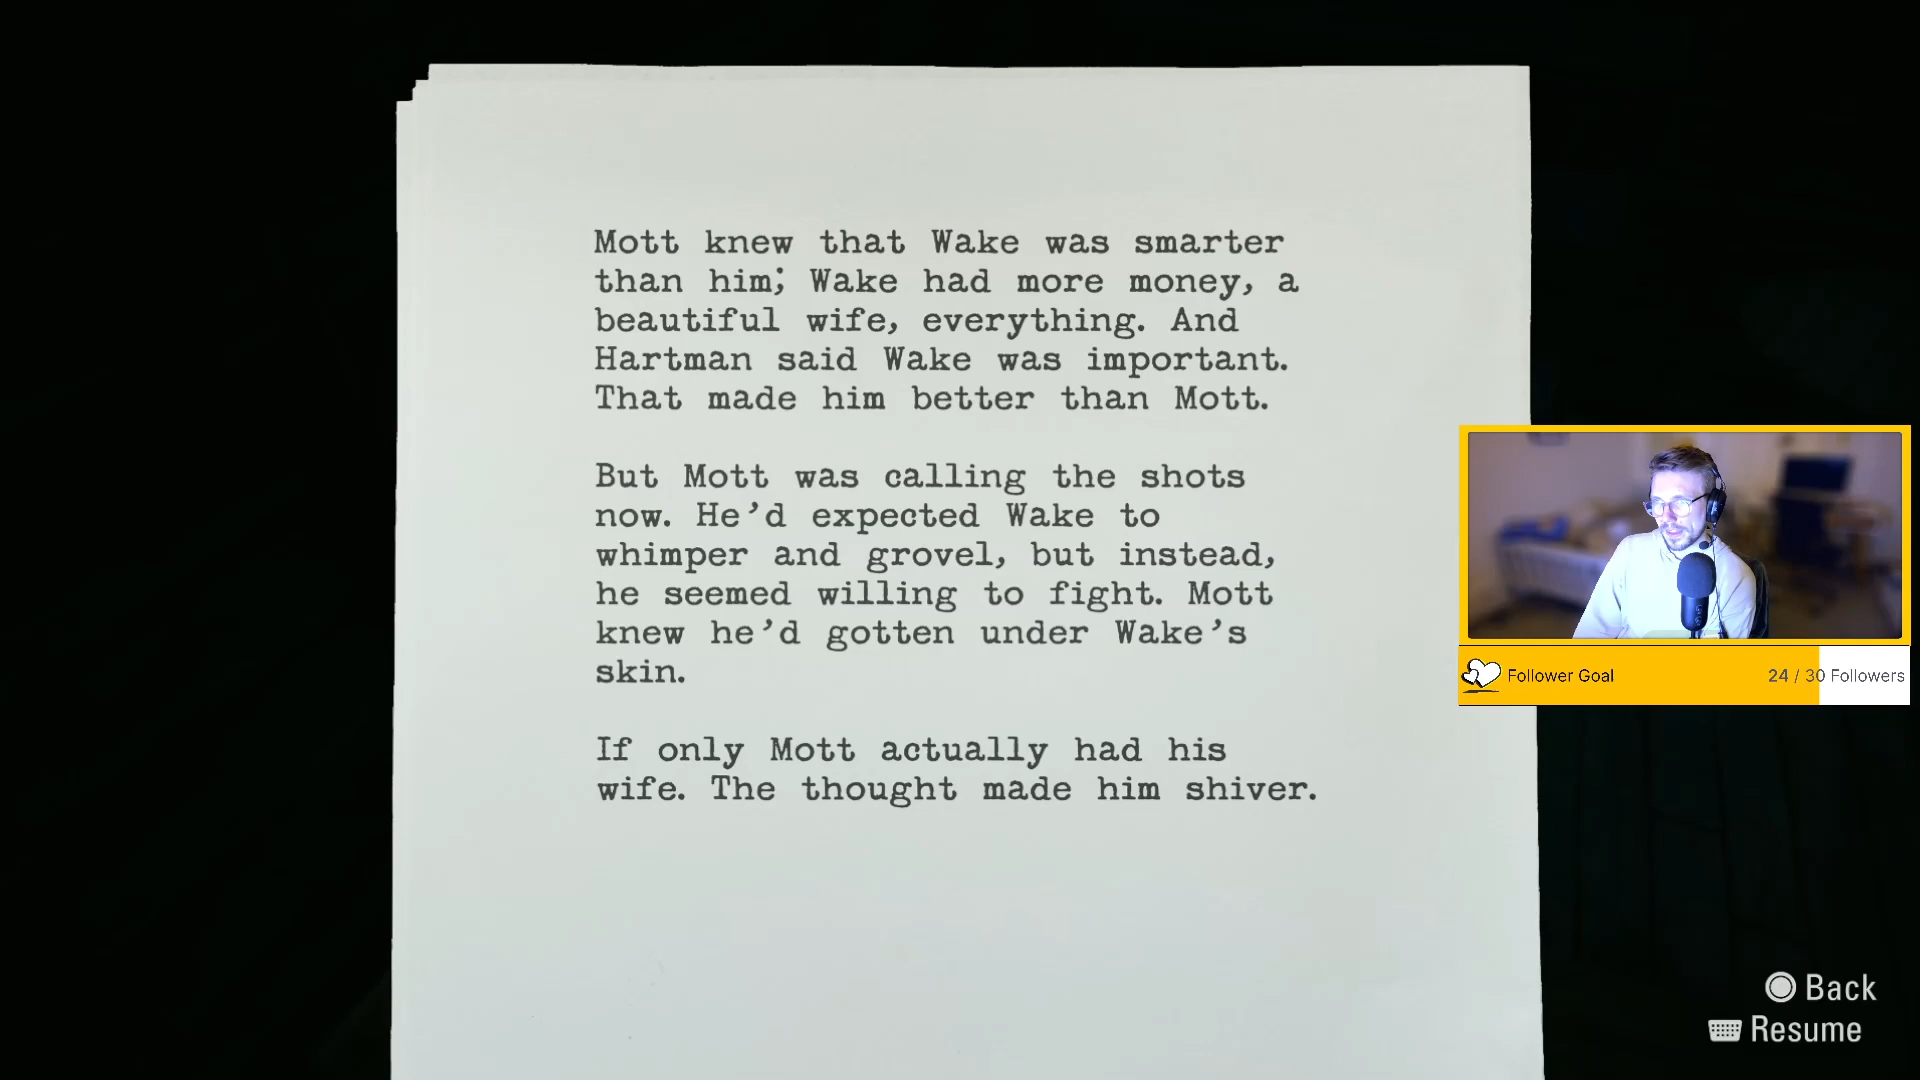 Mott knew that Wake was smarter
than him; Wake had more money, a
beautiful wife, everything. And
Hartman said Wake was important.
That made him better than Mott.
But Mott was calling the shots
now. He’d expected Wake to
whimper and grovel, but instead,
he seemed willing to fight. Mott
knew he’d gotten under Wake’s
skin.
If only Mott actually had his
wife. The thought made him shiver.
Follower Goal
24 / 30 Followers
Back
Resume